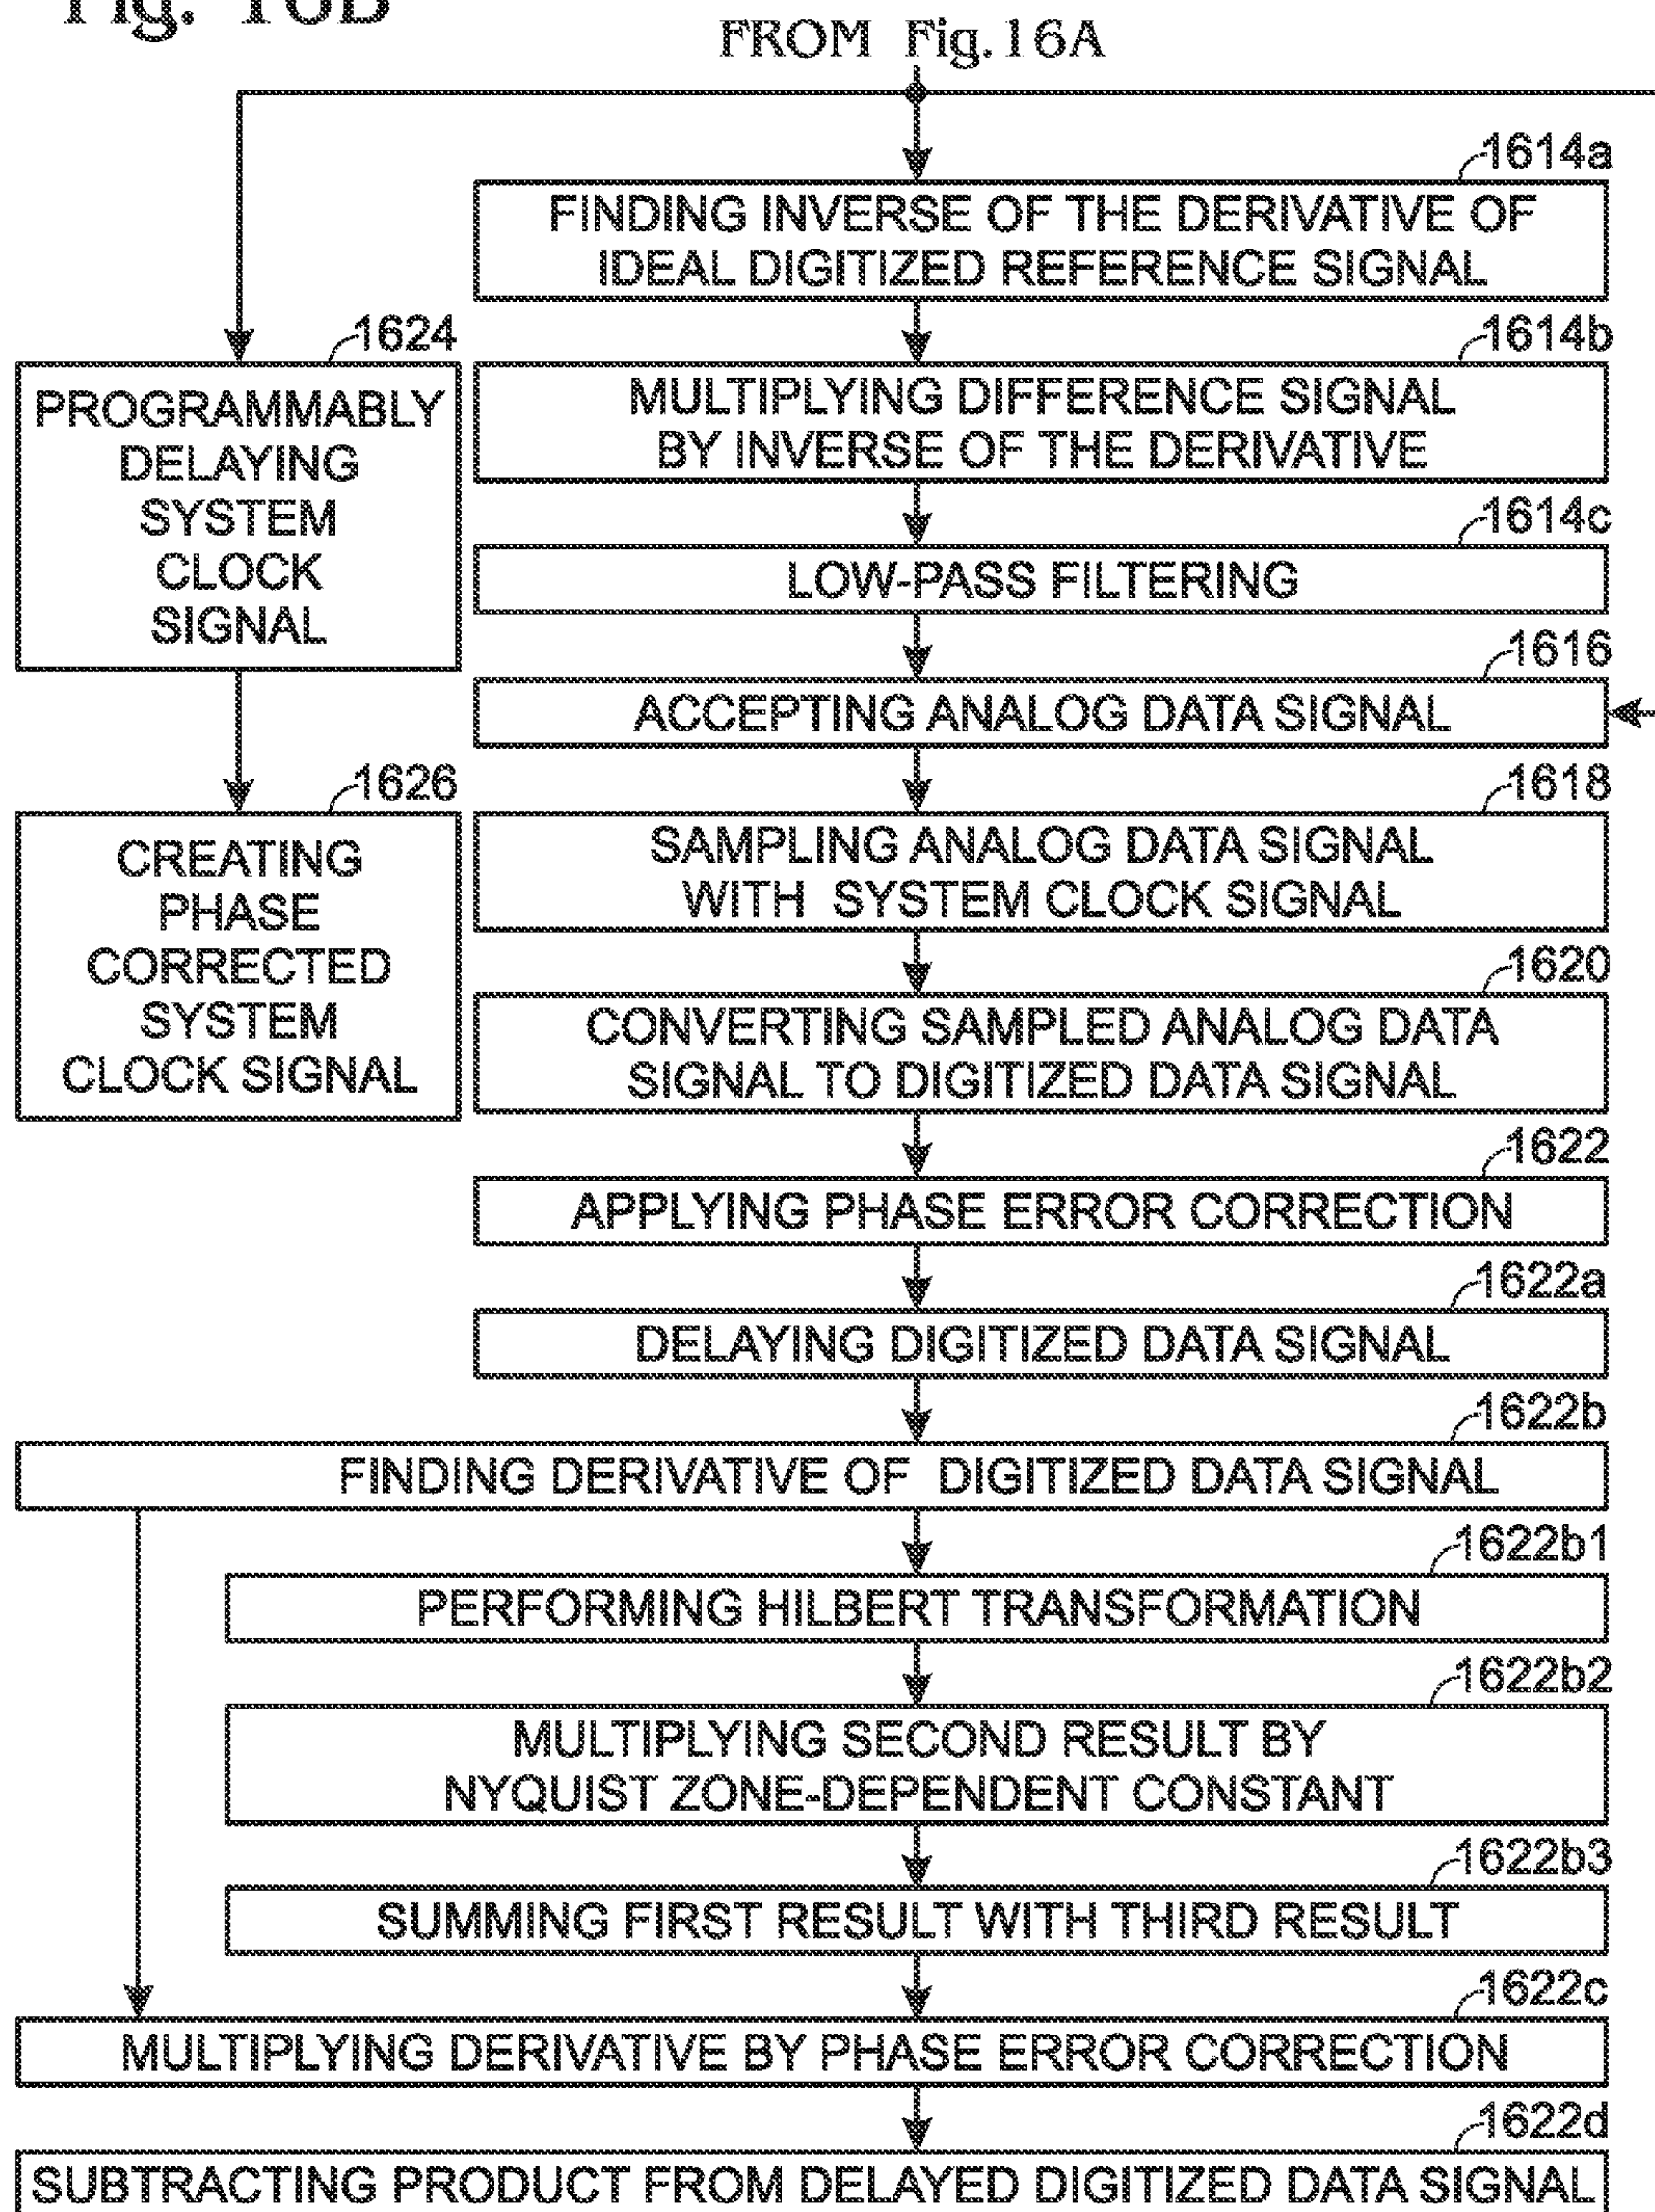 Fig. 16B
FROM Fig.16A
1614a
FINDING INVERSE OF THE DERIVATIVE OF
IDEAL DIGITIZED REFERENCE SIGNAL
1624
PROGRAMMABLY
DELAYING
SYSTEM
CLOCK
SIGNAL
1614b
MULTIPLYING DIFFERENCE SIGNAL
BY INVERSE OF THE DERIVATIVE
1614c
LOW-PASS FILTERING
1616
ACCEPTING ANALOG DATA SIGNAL
1626
CREATING
PHASE
CORRECTED
SYSTEM
CLOCK SIGNAL
1618
SAMPLING ANALOG DATA SIGNAL
WITH SYSTEM CLOCK SIGNAL
1620
CONVERTING SAMPLED ANALOG DATA
SIGNAL TO DIGITIZED DATA SIGNAL
1622
APPLYING PHASE ERROR CORRECTION
1622a
DELAYING DIGITIZED DATA SIGNAL
1622b
FINDING DERIVATIVE OF DIGITIZED DATA SIGNAL
1622b1
PERFORMING HILBERT TRANSFORMATION
1622b2
MULTIPLYING SECOND RESULT BY
NYQUIST ZONE-DEPENDENT CONSTANT
1622b3
SUMMING FIRST RESULT WITH THIRD RESULT
1622c
MULTIPLYING DERIVATIVE BY PHASE ERROR CORRECTION
1622d
SUBTRACTING PRODUCT FROM DELAYED DIGITIZED DATA SIGNAL